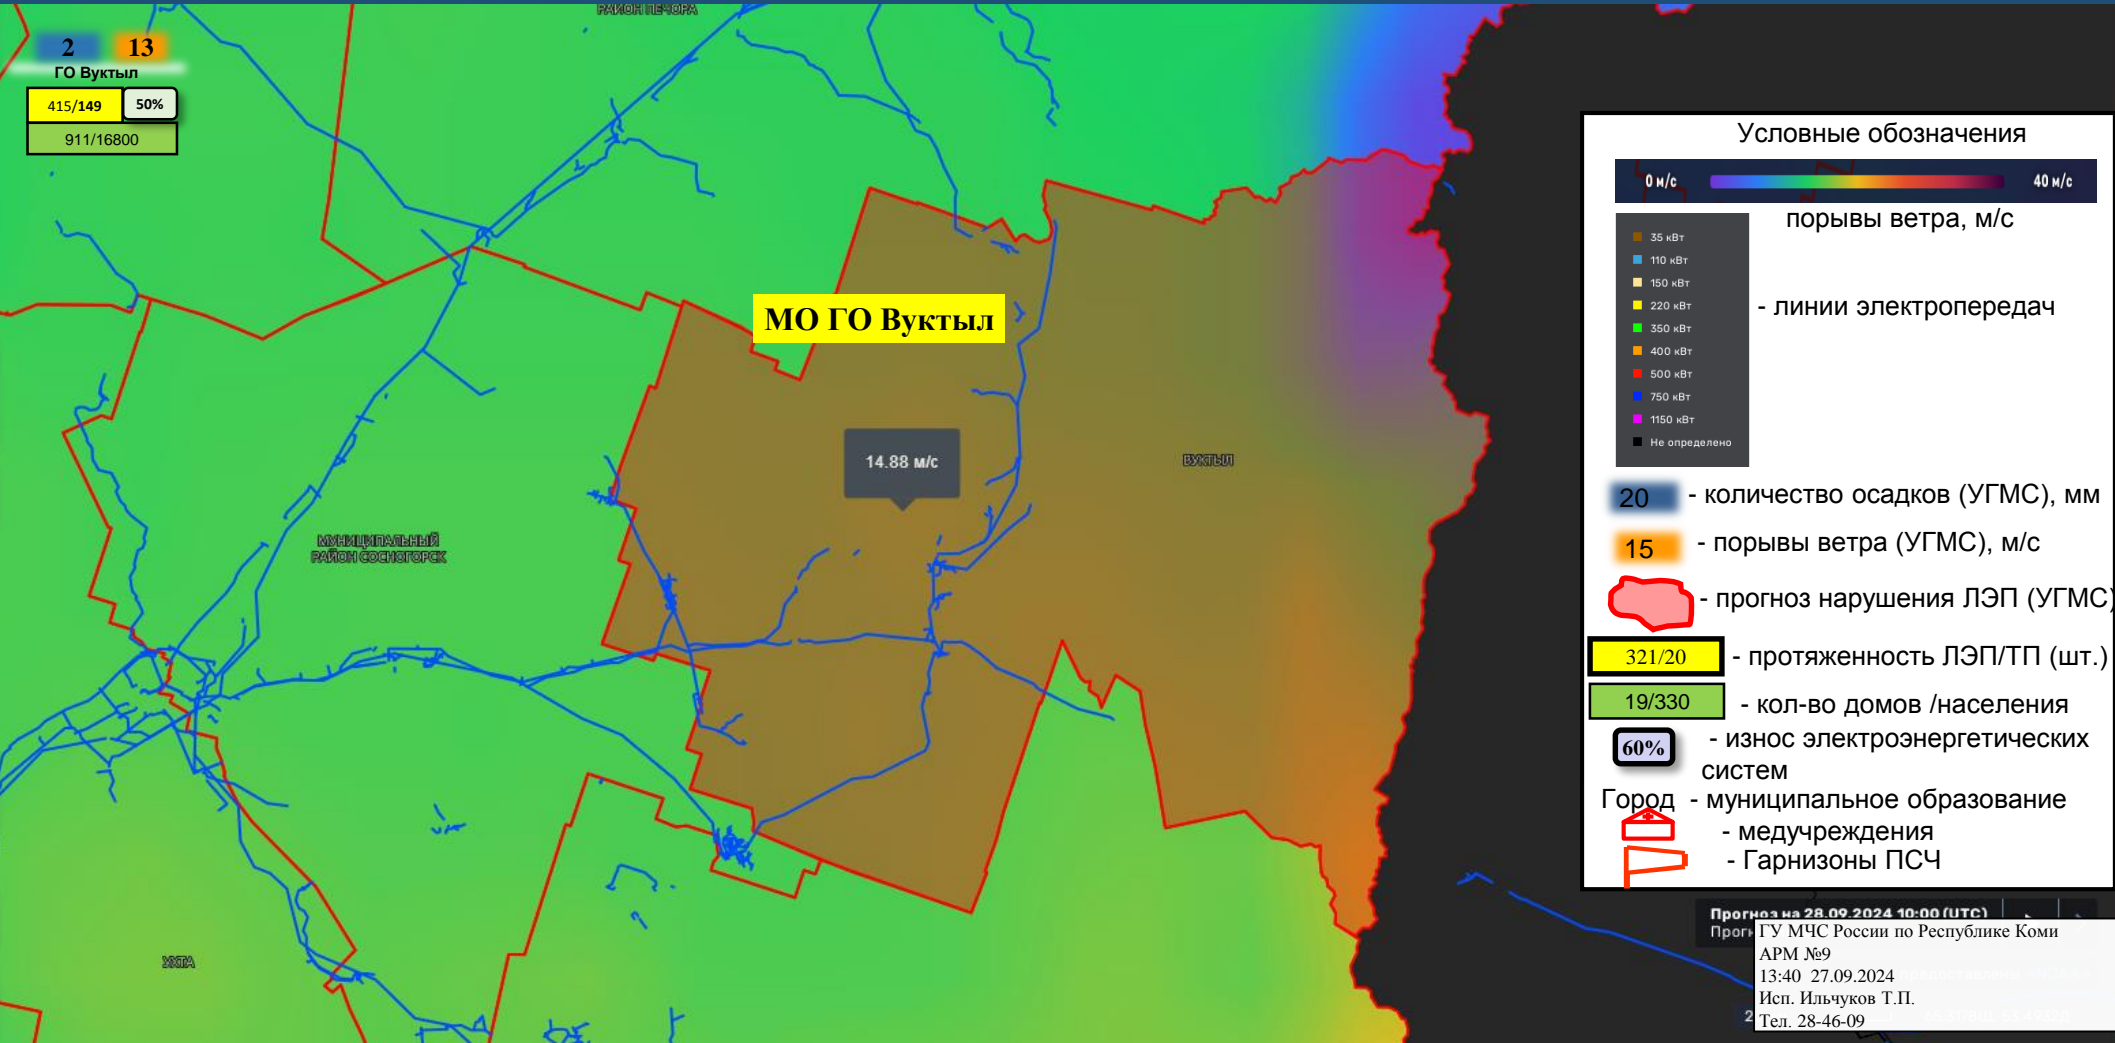 РАЙОН ПЕЧОРА
2 13
ГО Вуктыл
415/149 50%
911/16800
МО ГО Вуктыл
14.88 м/с
ВУКТЫЛ
МУНИЦИПАЛЬНЫЙ
РАЙОН СОСНОГОРСК
УХТА
Условные обозначения
0 м/с 40 м/с
порывы ветра, м/с
35 кВт
110 кВт
150 кВт
220 кВт
350 кВт
400 кВт
500 кВт
750 кВт
1150 кВт
Не определено
- линии электропередач
20 - количество осадков (УГМС), мм
15 - порывы ветра (УГМС), м/с
- прогноз нарушения ЛЭП (УГМС)
321/20 - протяженность ЛЭП/ТП (шт.)
19/330 - кол-во домов /населения
60% - износ электроэнергетических
систем
Город - муниципальное образование
- медучреждения
- Гарнизоны ПСЧ
Прогноз на 28.09.2024 10:00 (UTC)
ГУ МЧС России по Республике Коми
АРМ №9
13:40 27.09.2024
Исп. Ильчуков Т.П.
Тел. 28-46-09